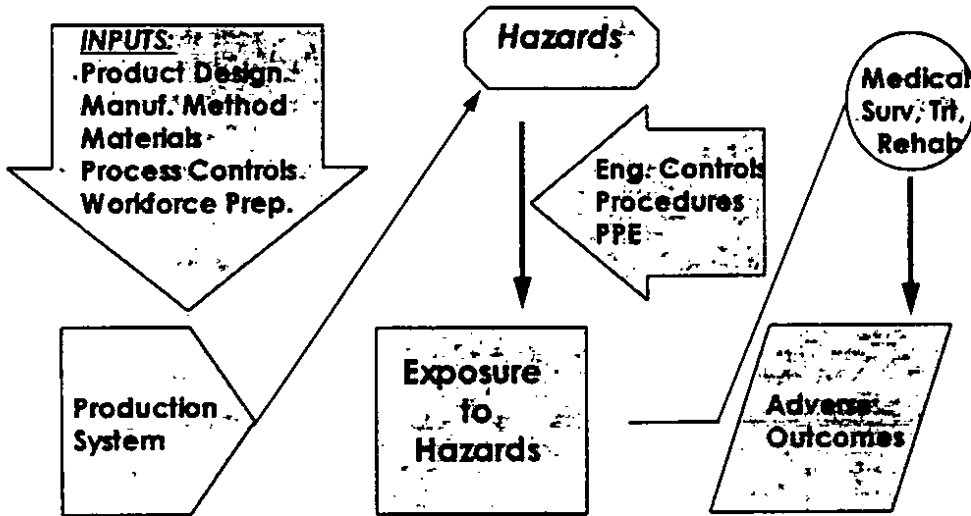 INPUTS:
Product Design
Manuf. Method
Materials
Process Controls
Workforce Prep.
Production
System
Hazards
Eng. Controls
Procedures
PPE
Exposure
to
Hazards
Medical
Surv, Trt,
Rehab
Adverse
Outcomes